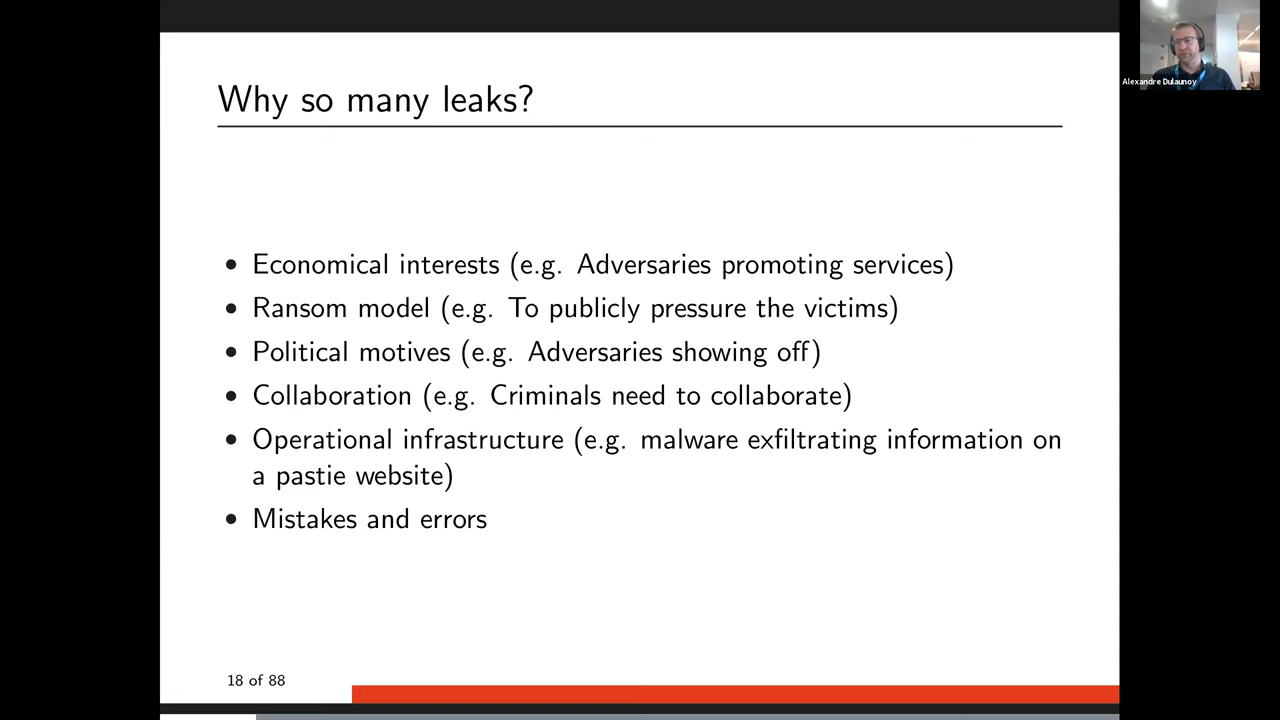 Why so many leaks?
Alexandre Dulaunoy
• Economical interests (e.g. Adversaries promoting services)
• Ransom model (e.g. To publicly pressure the victims)
• Political motives (e.g. Adversaries showing off)
• Collaboration (e.g. Criminals need to collaborate)
• Operational infrastructure (e.g. malware exfiltrating information on
a pastie website)
• Mistakes and errors
18 of 88